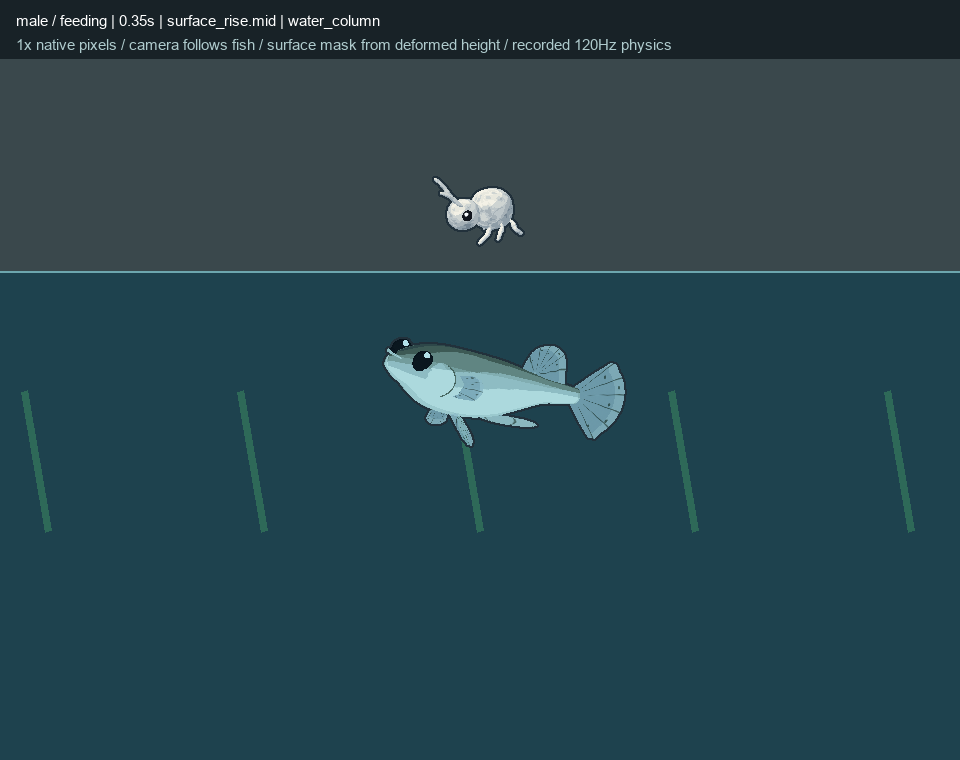 male / feeding | 0.35s | surface_rise.mid | water_column
1x native pixels / camera follows fish / surface mask from deformed height / recorded 120Hz physics